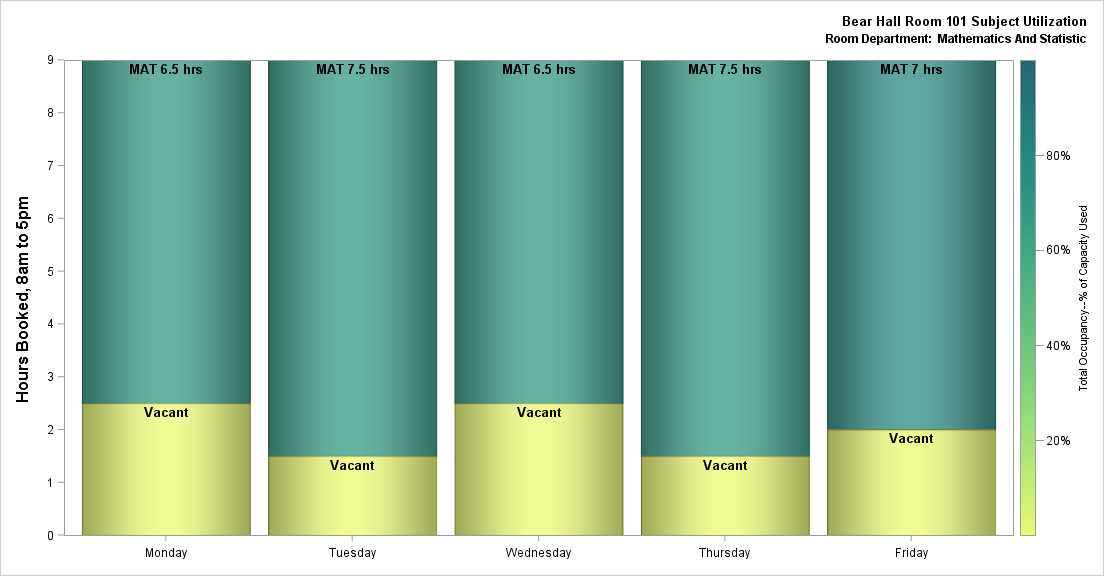 Bear Hall Room 101 Subject Utilization
Room Department: Mathematics And Statistic
Hours Booked, 8am to 5pm
9
8
7
6
5
4
3
2
1
0
MAT 6.5 hrs
MAT 7.5 hrs
MAT 6.5 hrs
MAT 7.5 hrs
MAT 7 hrs
Vacant
Vacant
Vacant
Vacant
Vacant
Monday
Tuesday
Wednesday
Thursday
Friday
80%
60%
40%
20%
Total Occupancy--% of Capacity Used